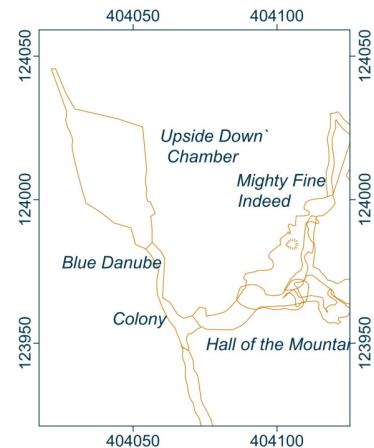 404050 404100
124050 124050
Upside Down`
Chamber
Mighty Fine
Indeed
124000 124000
Blue Danube
Colony
Hall of the Mountai
123950 123950
404050 404100